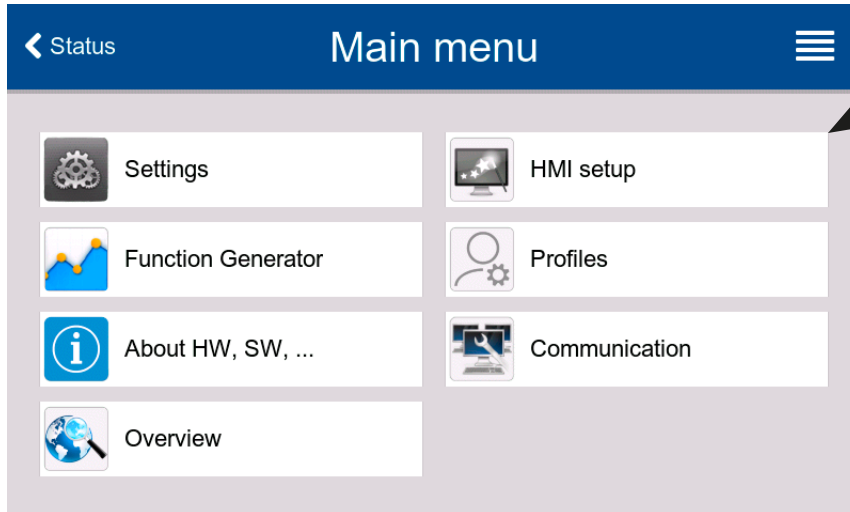 Status
Main menu
Settings
HMI setup
Function Generator
Profiles
About HW, SW, ...
Communication
Overview